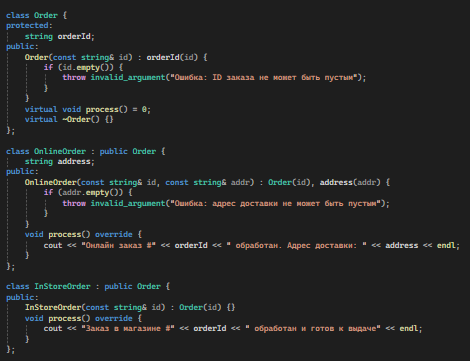 class Order {
protected:
    string orderId;
public:
    Order(const string& id) : orderId(id) {
        if (id.empty()) {
            throw invalid_argument("Ошибка: ID заказа не может быть пустым");
        }
    }
    virtual void process() = 0;
    virtual ~Order() {}
};

class OnlineOrder : public Order {
    string address;
public:
    OnlineOrder(const string& id, const string& addr) : Order(id), address(addr) {
        if (addr.empty()) {
            throw invalid_argument("Ошибка: адрес доставки не может быть пустым");
        }
    }
    void process() override {
        cout << "Онлайн заказ #" << orderId << " обработан. Адрес доставки: " << address << endl;
    }
};

class InStoreOrder : public Order {
public:
    InStoreOrder(const string& id) : Order(id) {}
    void process() override {
        cout << "Заказ в магазине #" << orderId << " обработан и готов к выдаче" << endl;
    }
};